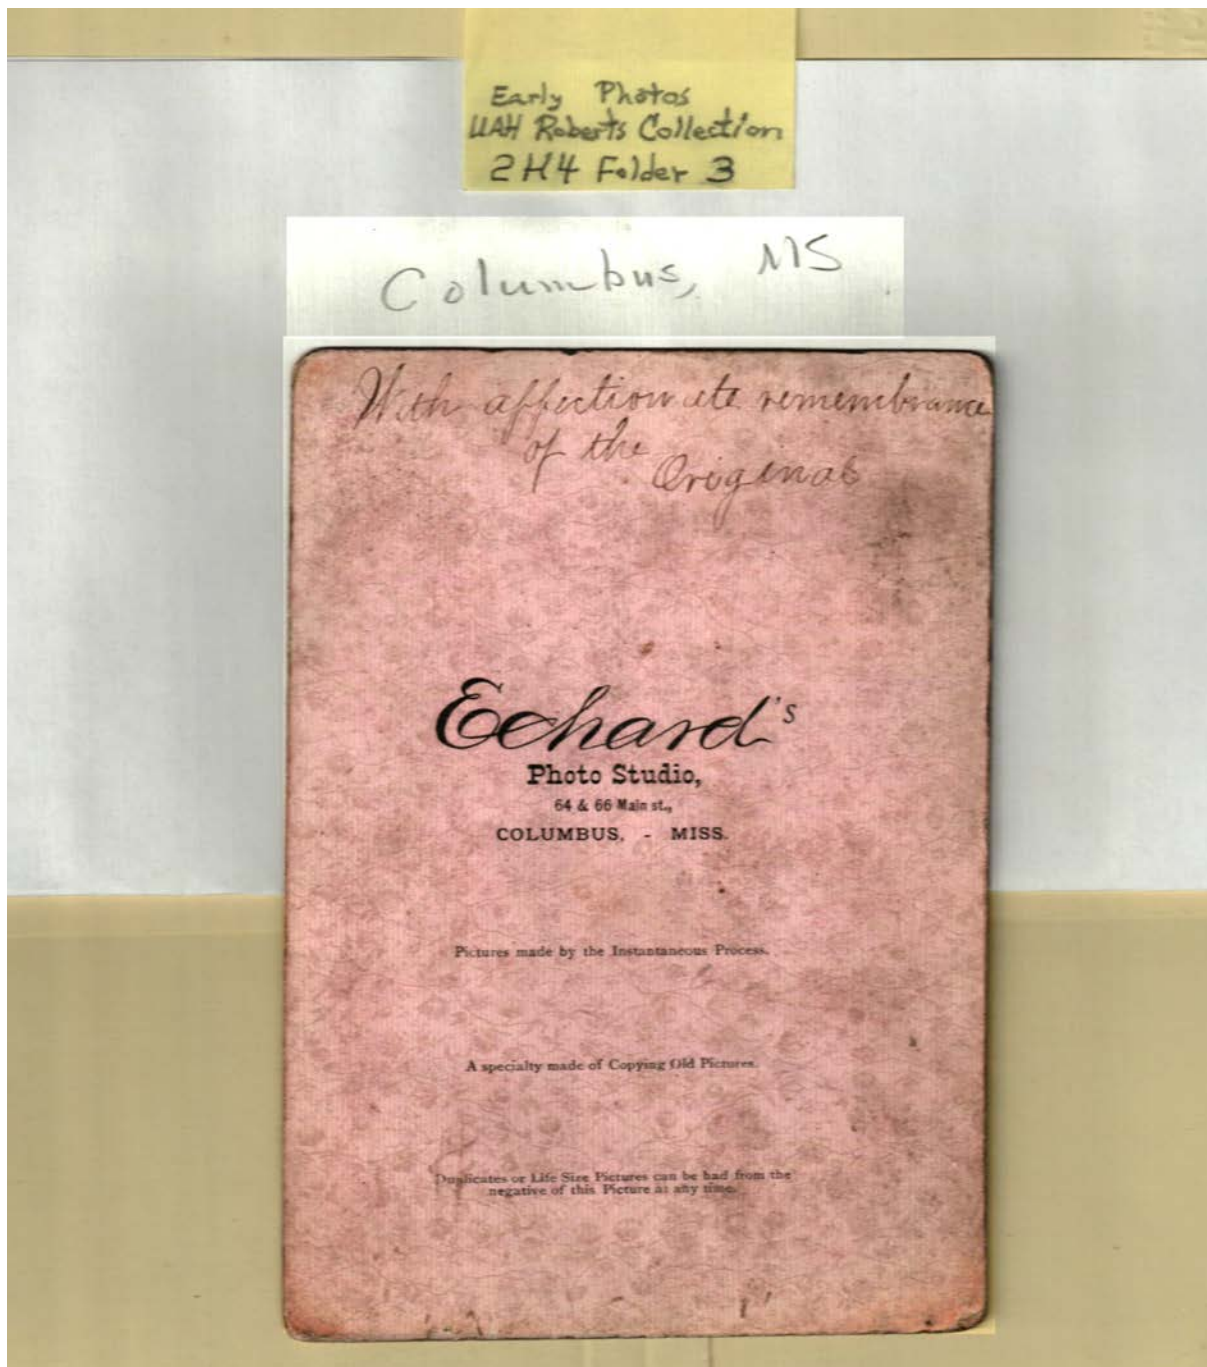 Early Photos
UAH Roberts Collection
2H4 Folder 3
Columbus, MS
With affectionate remembrance
of the
Original
Echard's
Photo Studio,
64 & 66 Main st.,
COLUMBUS, - MISS.
Pictures made by the Instantaneous Process.
A specialty made of Copying Old Pictures.
Duplicates or Life Size Pictures can be had from the
negative of this Picture at any time.